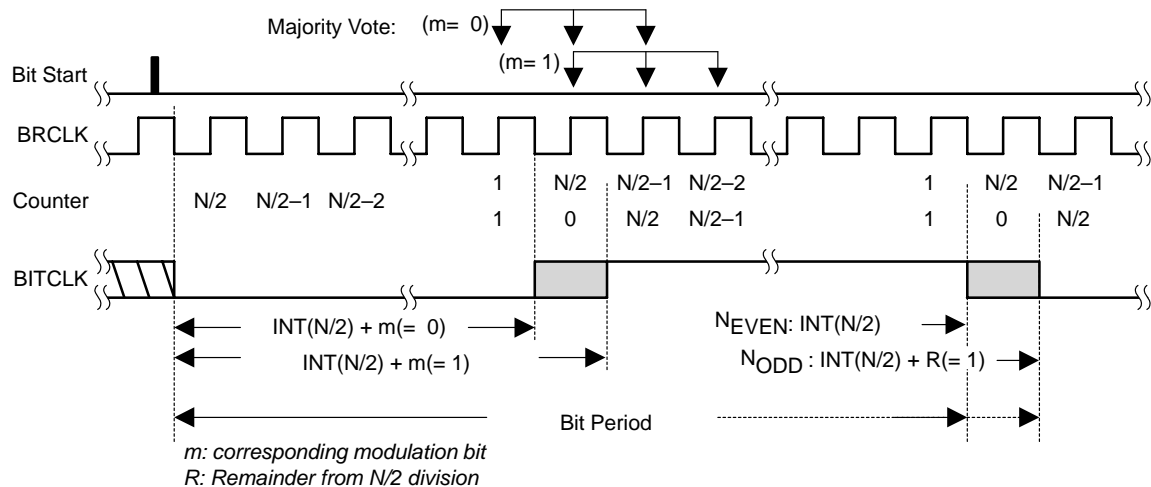 Majority Vote: (m= 0)
(m= 1)
Bit Start
BRCLK
1 N/2 N/2–1 N/2–2 1 N/2 N/2–1
Counter N/2 N/2–1 N/2–2
1 0 N/2 N/2–1 1 0 N/2
BITCLK
INT(N/2) + m(= 0) NEVEN: INT(N/2)
INT(N/2) + m(= 1) NODD : INT(N/2) + R(= 1)
Bit Period
m: corresponding modulation bit
R: Remainder from N/2 division